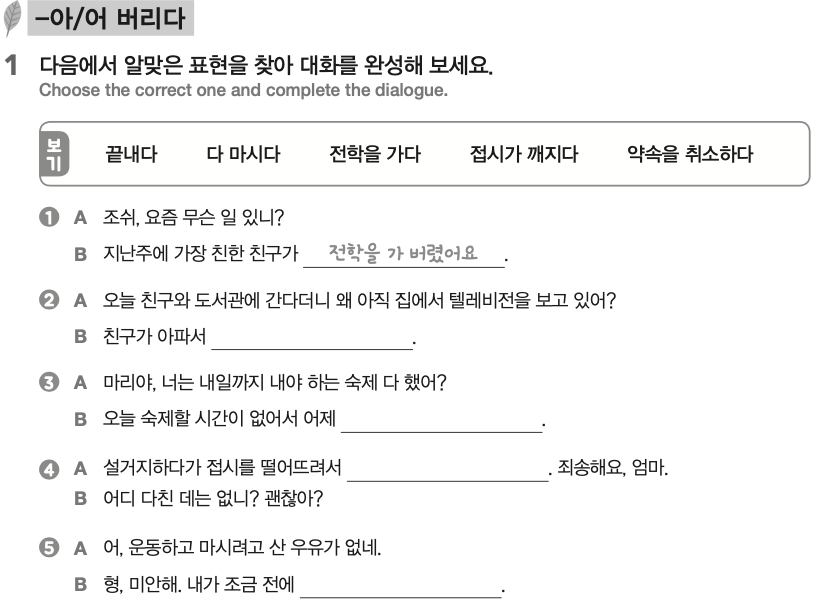 -아/어 버리다
1 다음에서 알맞은 표현을 찾아 대화를 완성해 보세요.
Choose the correct one and complete the dialogue.
보기 끝내다 다 마시다 전학을 가다 접시가 깨지다 약속을 취소하다
❶ A 조쉬, 요즘 무슨 일 있니?
B 지난주에 가장 친한 친구가 전학을 가 버렸어요.
❷ A 오늘 친구와 도서관에 간다더니 왜 아직 집에서 텔레비전을 보고 있어?
B 친구가 아파서 ____________________.
❸ A 마리야, 너는 내일까지 내야 하는 숙제 다 했어?
B 오늘 숙제할 시간이 없어서 어제 ____________________.
❹ A 설거지하다가 접시를 떨어뜨려서 ____________________. 죄송해요, 엄마.
B 어디 다친 데는 없니? 괜찮아?
❺ A 어, 운동하고 마시려고 산 우유가 없네.
B 형, 미안해. 내가 조금 전에 ____________________.